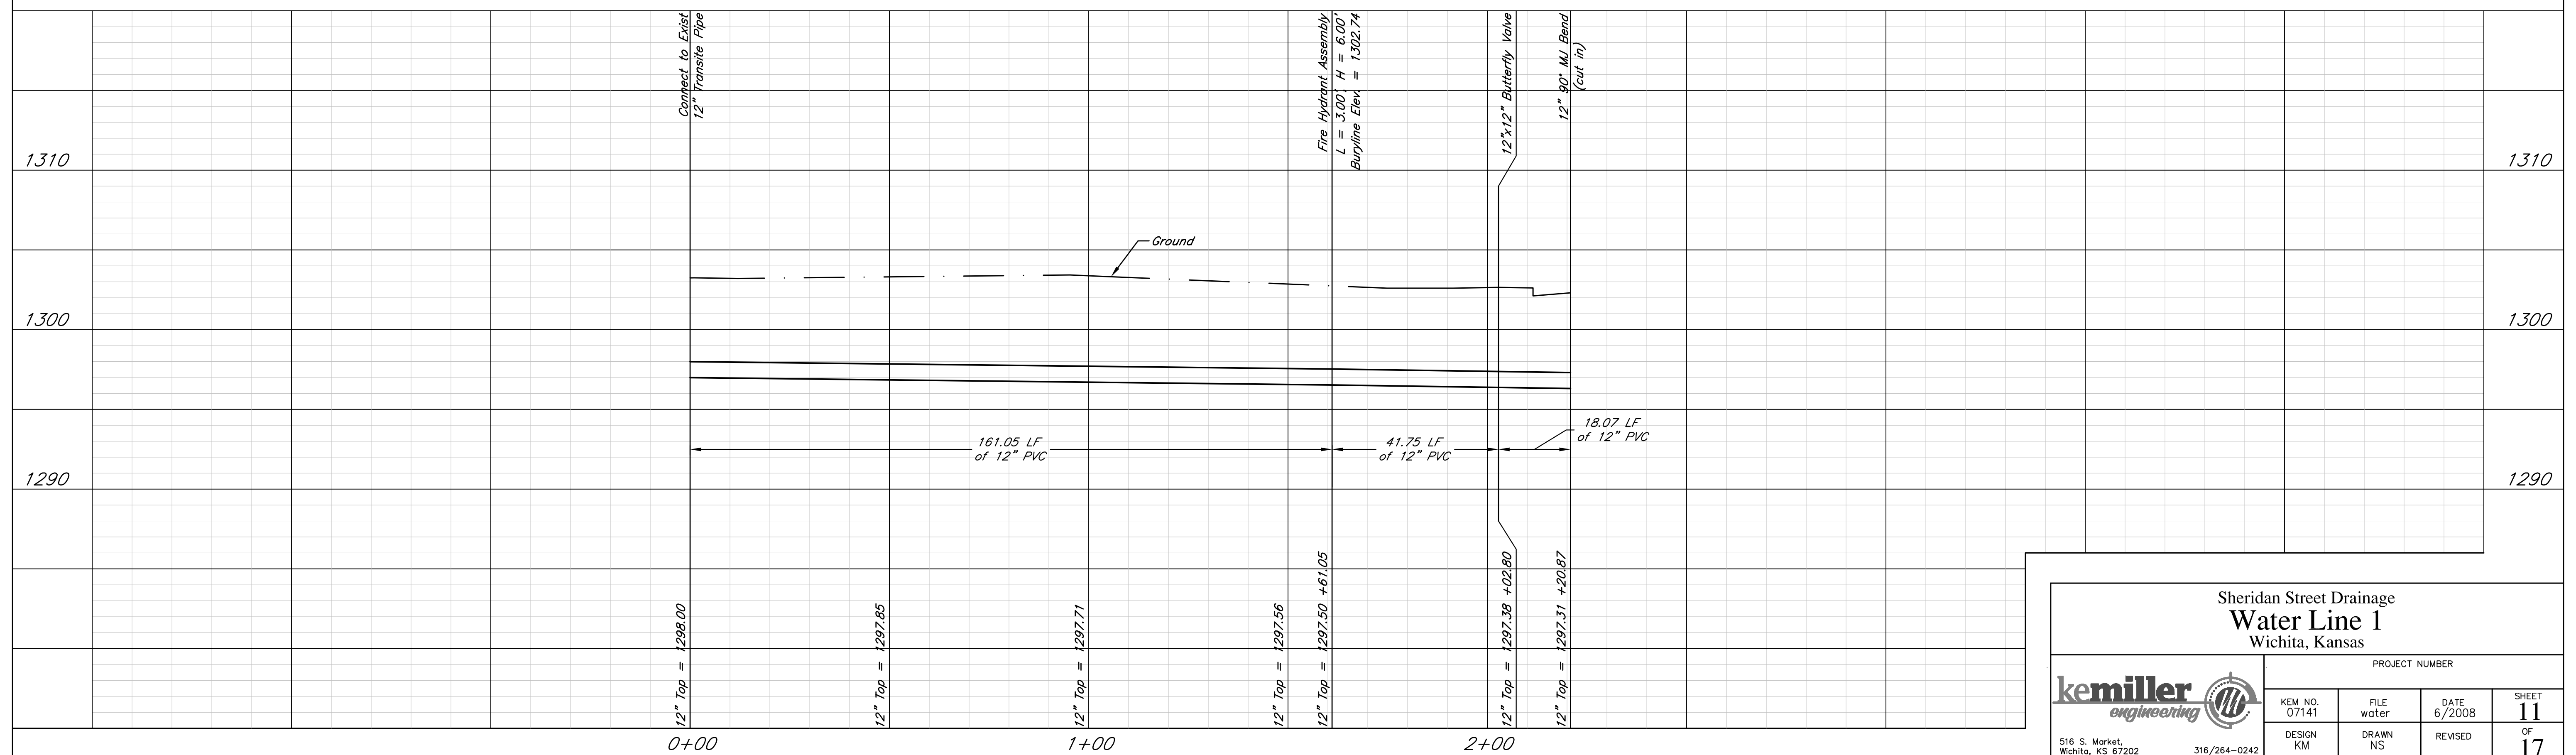 Connect to Exist
12" Transite Pipe
Fire Hydrant Assembly
L = 3.00', H = 6.00'
Buryline Elev. = 1302.74
12"x12" Butterfly Valve
12" 90° MJ Bend
(cut in)
1310
1310
Ground
1300
1300
161.05 LF
of 12" PVC
41.75 LF
of 12" PVC
18.07 LF
of 12" PVC
1290
1290
12" Top = 1298.00
12" Top = 1297.85
12" Top = 1297.71
12" Top = 1297.56
12" Top = 1297.50 +61.05
12" Top = 1297.38 +02.80
12" Top = 1297.31 +20.87
0+00
1+00
2+00
Sheridan Street Drainage
Water Line 1
Wichita, Kansas
PROJECT NUMBER
kemiller
engineering
516 S. Market,
Wichita, KS 67202
316/264-0242
KEM NO.
07141
FILE
water
DATE
6/2008
SHEET
11
DESIGN
KM
DRAWN
NS
REVISED
OF
17